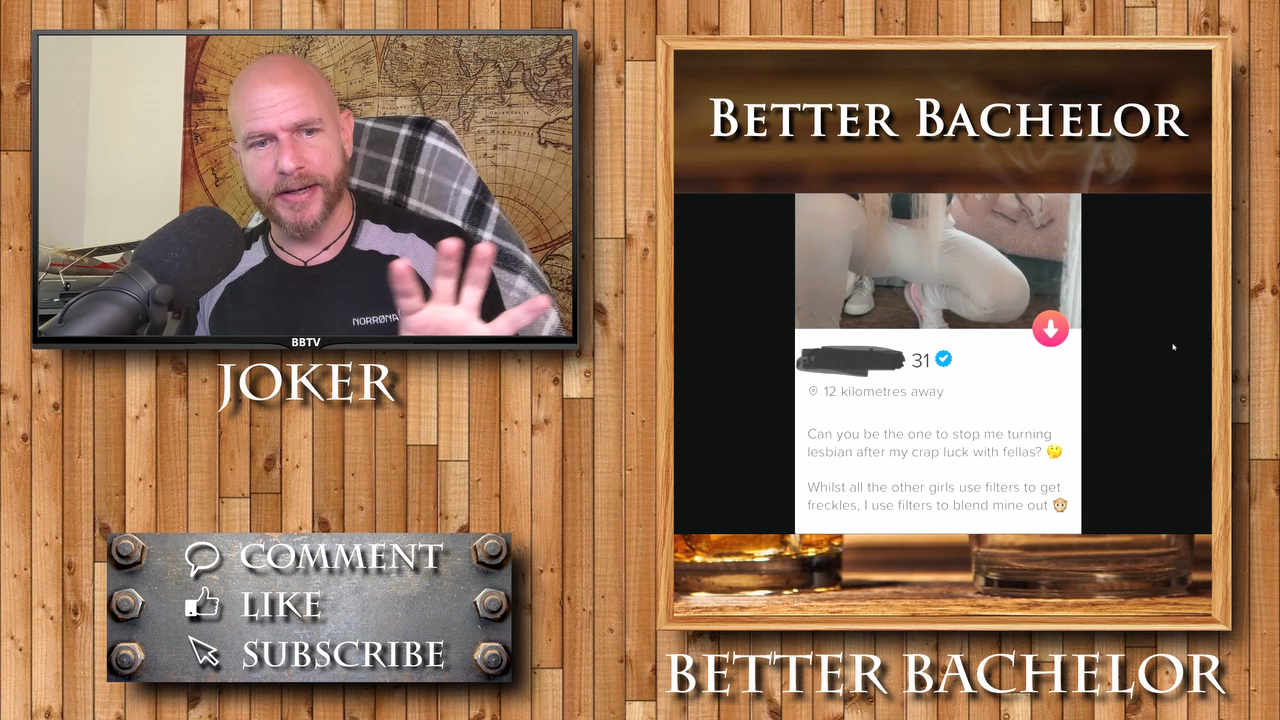 NORRØNA
BBTV
JOKER
COMMENT
LIKE
SUBSCRIBE
BETTER BACHELOR
31
12 kilometres away
Can you be the one to stop me turning
lesbian after my crap luck with fellas? 🤔
Whilst all the other girls use filters to get
freckles, I use filters to blend mine out 🙊
BETTER BACHELOR